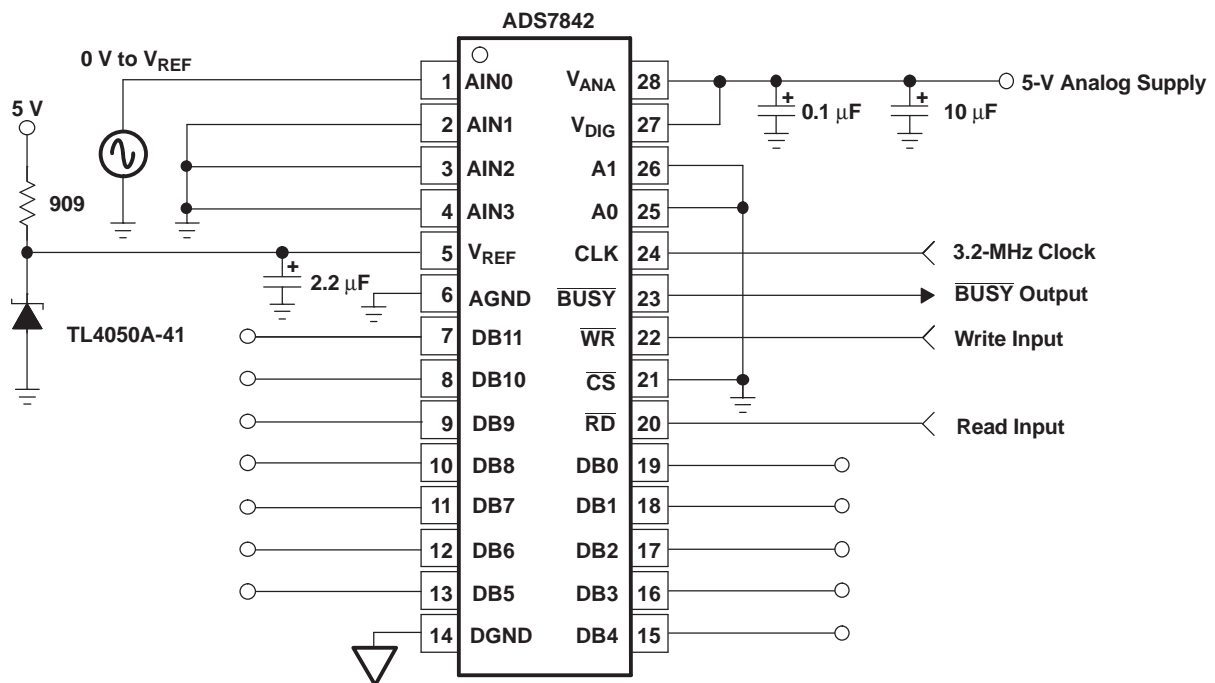 ADS7842
0 V to VREF
5 V
909
TL4050A-41
2.2 μF
1 AIN0
2 AIN1
3 AIN2
4 AIN3
5 VREF
6 AGND
7 DB11
8 DB10
9 DB9
10 DB8
11 DB7
12 DB6
13 DB5
14 DGND
VANA 28
VDIG 27
A1 26
A0 25
CLK 24
BUSY 23
WR 22
CS 21
RD 20
DB0 19
DB1 18
DB2 17
DB3 16
DB4 15
+
0.1 μF
+
10 μF
+
5-V Analog Supply
3.2-MHz Clock
BUSY Output
Write Input
Read Input